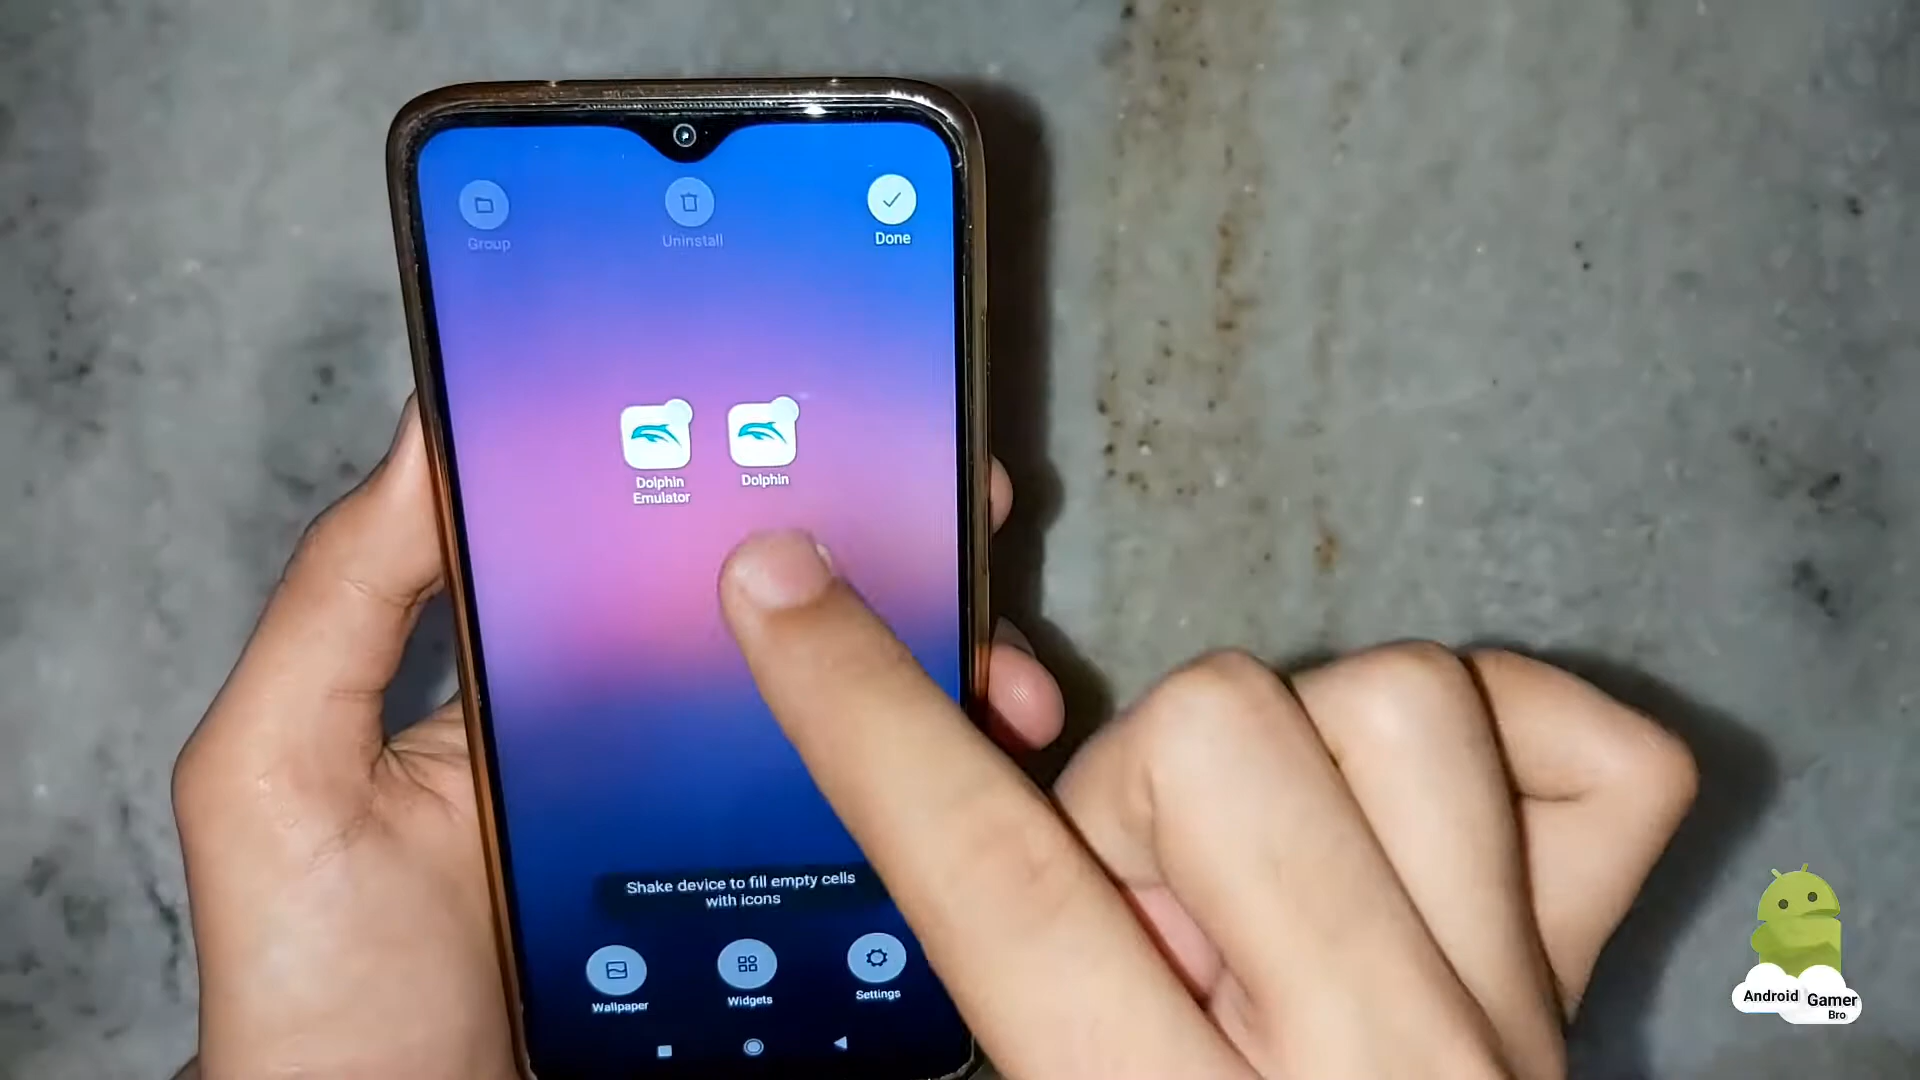 Group
Uninstall
Done
Dolphin
Emulator
Dolphin
Shake device to fill empty cells
with icons
Wallpaper
Widgets
Settings
Android Gamer
Bro